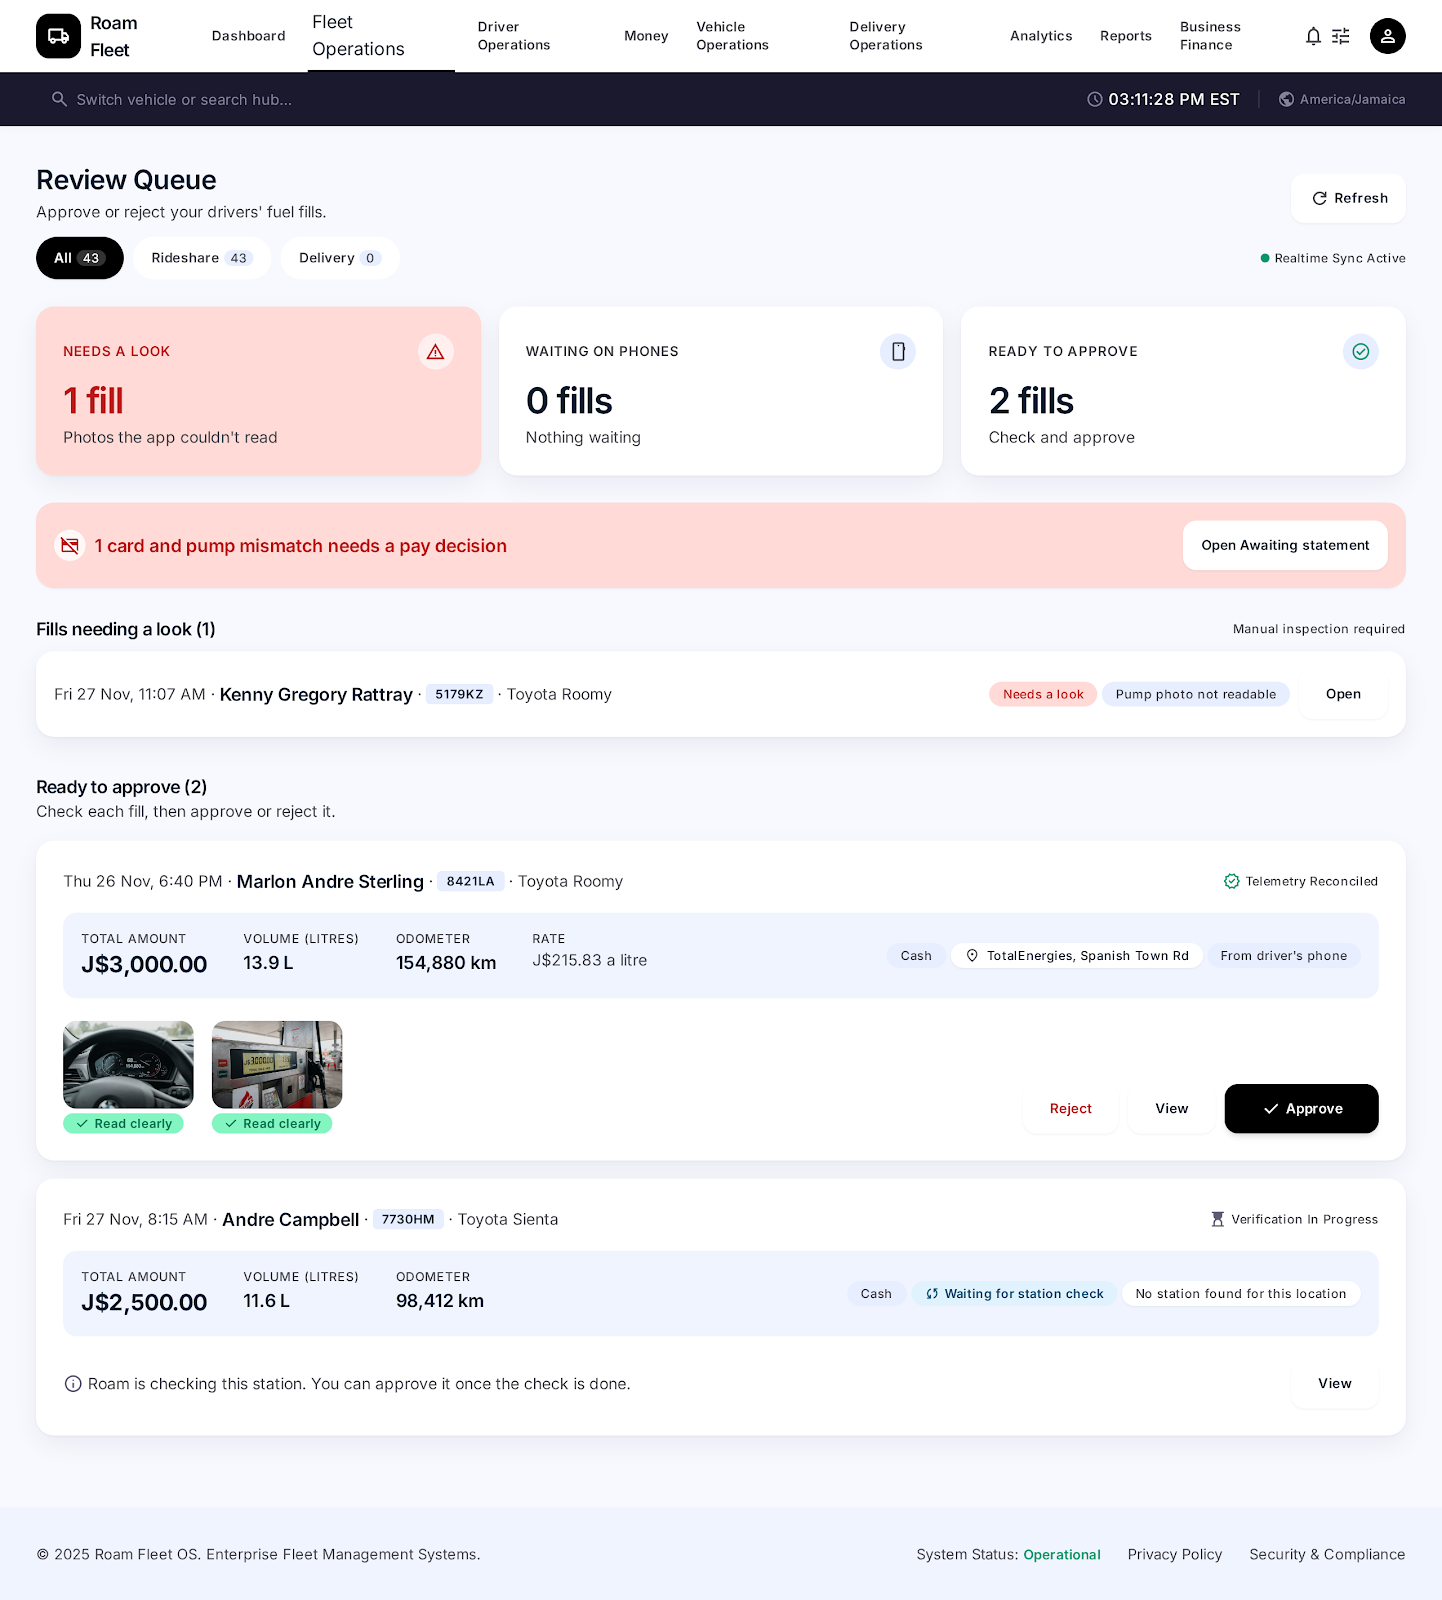 Roam Fleet
Dashboard
Fleet Operations
Driver Operations
Money
Vehicle Operations
Delivery Operations
Analytics
Reports
Business Finance
Switch vehicle or search hub...
03:11:28 PM EST
America/Jamaica
Review Queue
Approve or reject your drivers' fuel fills.
Refresh
All 43
Rideshare 43
Delivery 0
Realtime Sync Active
NEEDS A LOOK
1 fill
Photos the app couldn't read
WAITING ON PHONES
0 fills
Nothing waiting
READY TO APPROVE
2 fills
Check and approve
1 card and pump mismatch needs a pay decision
Open Awaiting statement
Fills needing a look (1)
Manual inspection required
Fri 27 Nov, 11:07 AM · Kenny Gregory Rattray · 5179KZ · Toyota Roomy
Needs a look
Pump photo not readable
Open
Ready to approve (2)
Check each fill, then approve or reject it.
Thu 26 Nov, 6:40 PM · Marlon Andre Sterling · 8421LA · Toyota Roomy
Telemetry Reconciled
TOTAL AMOUNT
J$3,000.00
VOLUME (LITRES)
13.9 L
ODOMETER
154,880 km
RATE
J$215.83 a litre
Cash
TotalEnergies, Spanish Town Rd
From driver's phone
Read clearly
Read clearly
Reject
View
Approve
Fri 27 Nov, 8:15 AM · Andre Campbell · 7730HM · Toyota Sienta
Verification In Progress
TOTAL AMOUNT
J$2,500.00
VOLUME (LITRES)
11.6 L
ODOMETER
98,412 km
Cash
Waiting for station check
No station found for this location
Roam is checking this station. You can approve it once the check is done.
View
© 2025 Roam Fleet OS. Enterprise Fleet Management Systems.
System Status: Operational
Privacy Policy
Security & Compliance